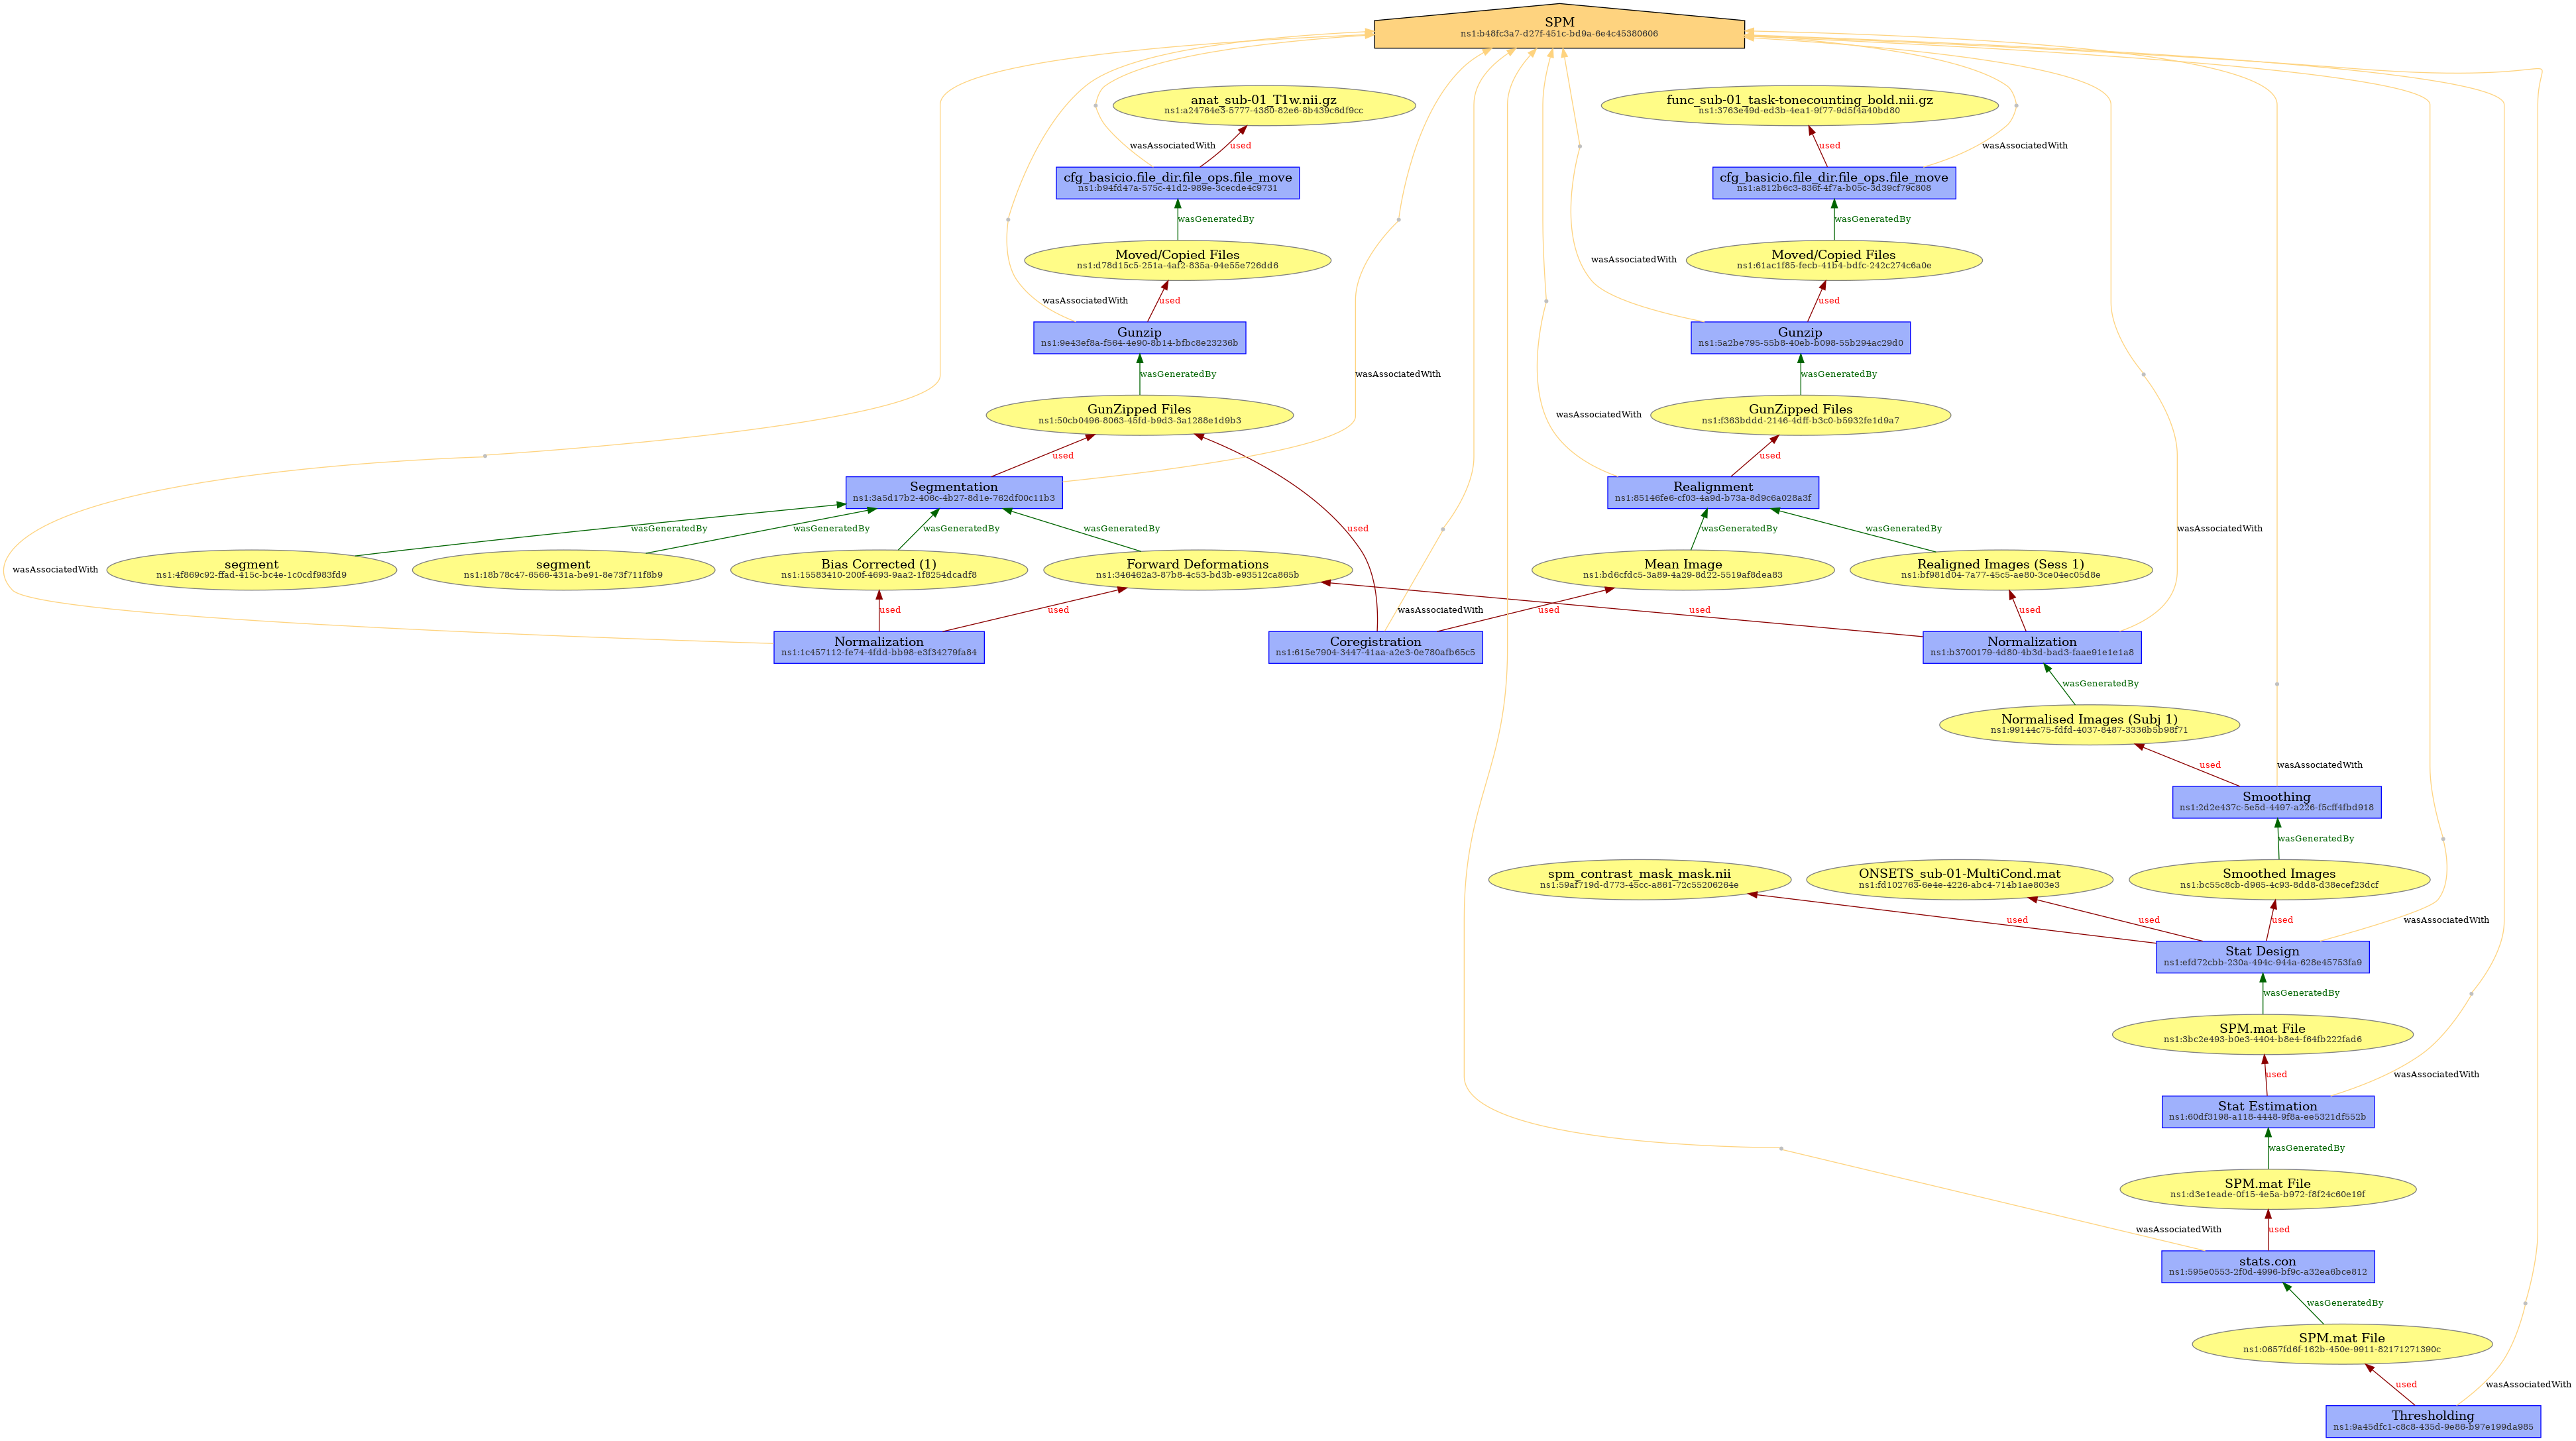 SPM
ns1:b48fc3a7-d27f-451c-bd9a-6e4c45380606
anat_sub-01_T1w.nii.gz
ns1:a24764e3-5777-4380-82e6-8b439c6df9cc
func_sub-01_task-tonecounting_bold.nii.gz
ns1:3763e49d-ed3b-4ea1-9f77-9d5f4a40bd80
wasAssociatedWith
used
used
wasAssociatedWith
cfg_basicio.file_dir.file_ops.file_move
ns1:b94fd47a-575c-41d2-989e-3cecde4c9731
cfg_basicio.file_dir.file_ops.file_move
ns1:a812b6c3-836f-4f7a-b05c-3d39cf79c808
wasGeneratedBy
wasGeneratedBy
Moved/Copied Files
ns1:d78d15c5-251a-4af2-835a-94e55e726dd6
wasAssociatedWith
Moved/Copied Files
ns1:61ac1f85-fecb-41b4-bdfc-242c274c6a0e
wasAssociatedWith
used
used
Gunzip
ns1:9e43ef8a-f564-4e90-8b14-bfbc8e23236b
Gunzip
ns1:5a2be795-55b8-40eb-b098-55b294ac29d0
wasGeneratedBy
wasAssociatedWith
wasGeneratedBy
GunZipped Files
ns1:50cb0496-8063-45fd-b9d3-3a1288e1d9b3
wasAssociatedWith
GunZipped Files
ns1:f363bddd-2146-4dff-b3c0-b5932fe1d9a7
used
used
Segmentation
ns1:3a5d17b2-406c-4b27-8d1e-762df00c11b3
Realignment
ns1:85146fe6-cf03-4a9d-b73a-8d9c6a028a3f
wasGeneratedBy
wasGeneratedBy
wasGeneratedBy
wasGeneratedBy
used
wasGeneratedBy
wasGeneratedBy
wasAssociatedWith
wasAssociatedWith
segment
ns1:4f869c92-ffad-415c-bc4e-1c0cdf983fd9
segment
ns1:18b78c47-6566-431a-be91-8e73f711f8b9
Bias Corrected (1)
ns1:15583410-200f-4693-9aa2-1f8254dcadf8
Forward Deformations
ns1:346462a3-87b8-4c53-bd3b-e93512ca865b
Mean Image
ns1:bd6cfdc5-3a89-4a29-8d22-5519af8dea83
Realigned Images (Sess 1)
ns1:bf981d04-7a77-45c5-ae80-3ce04ec05d8e
used
used
wasAssociatedWith
used
used
used
Normalization
ns1:1c457112-fe74-4fdd-bb98-e3f34279fa84
Coregistration
ns1:615e7904-3447-41aa-a2e3-0e780afb65c5
Normalization
ns1:b3700179-4d80-4b3d-bad3-faae91e1e1a8
wasGeneratedBy
Normalised Images (Subj 1)
ns1:99144c75-fdfd-4037-8487-3336b5b98f71
used
wasAssociatedWith
Smoothing
ns1:2d2e437c-5e5d-4497-a226-f5cff4fbd918
wasGeneratedBy
spm_contrast_mask_mask.nii
ns1:59af719d-d773-45cc-a861-72c55206264e
ONSETS_sub-01-MultiCond.mat
ns1:fd102763-6e4e-4226-abc4-714b1ae803e3
Smoothed Images
ns1:bc55c8cb-d965-4c93-8dd8-d38ecef23dcf
used
used
used
wasAssociatedWith
Stat Design
ns1:efd72cbb-230a-494c-944a-628e45753fa9
wasGeneratedBy
SPM.mat File
ns1:3bc2e493-b0e3-4404-b8e4-f64fb222fad6
used
wasAssociatedWith
Stat Estimation
ns1:60df3198-a118-4448-9f8a-ee5321df552b
wasGeneratedBy
SPM.mat File
ns1:d3e1eade-0f15-4e5a-b972-f8f24c60e19f
wasAssociatedWith
used
stats.con
ns1:595e0553-2f0d-4996-bf9c-a32ea6bce812
wasGeneratedBy
SPM.mat File
ns1:0657fd6f-162b-450e-9911-82171271390c
used
wasAssociatedWith
Thresholding
ns1:9a45dfc1-c8c8-435d-9e86-b97e199da985